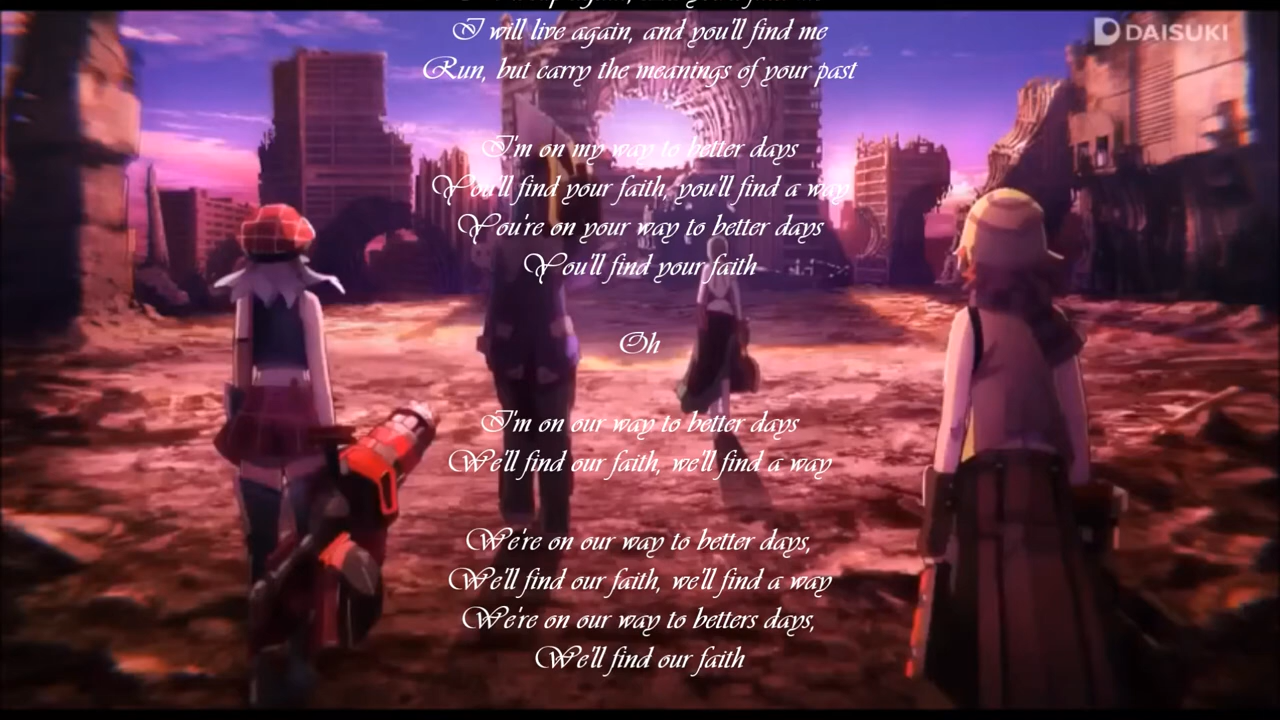 I will live again, and you'll find me
Run, but carry the meanings of your past
I'm on my way to better days
You'll find your faith, you'll find a way
You're on your way to better days
You'll find your faith
Oh
I'm on our way to better days
We'll find our faith, we'll find a way
We're on our way to better days,
We'll find our faith, we'll find a way
We're on our way to betters days,
We'll find our faith
DAISUKI